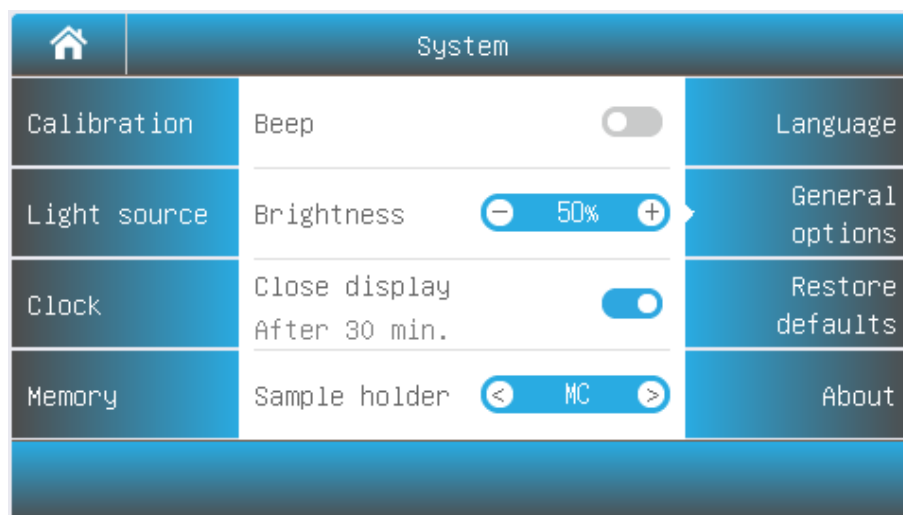 System
Calibration
Light source
Clock
Memory
Beep
Brightness
- 50% +
Close display
After 30 min.
Sample holder
< MC >
Language
General
options
Restore
defaults
About